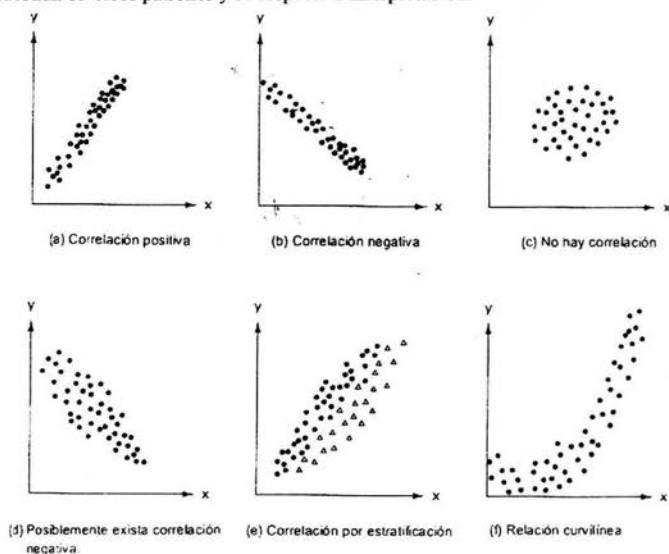 y
y
y
x
x
x
(a) Correlación positiva
(b) Correlación negativa
(c) No hay correlación
y
y
y
x
x
x
(d) Posiblemente exista correlación
negativa.
(e) Correlación por estratificación
(f) Relación curvilínea